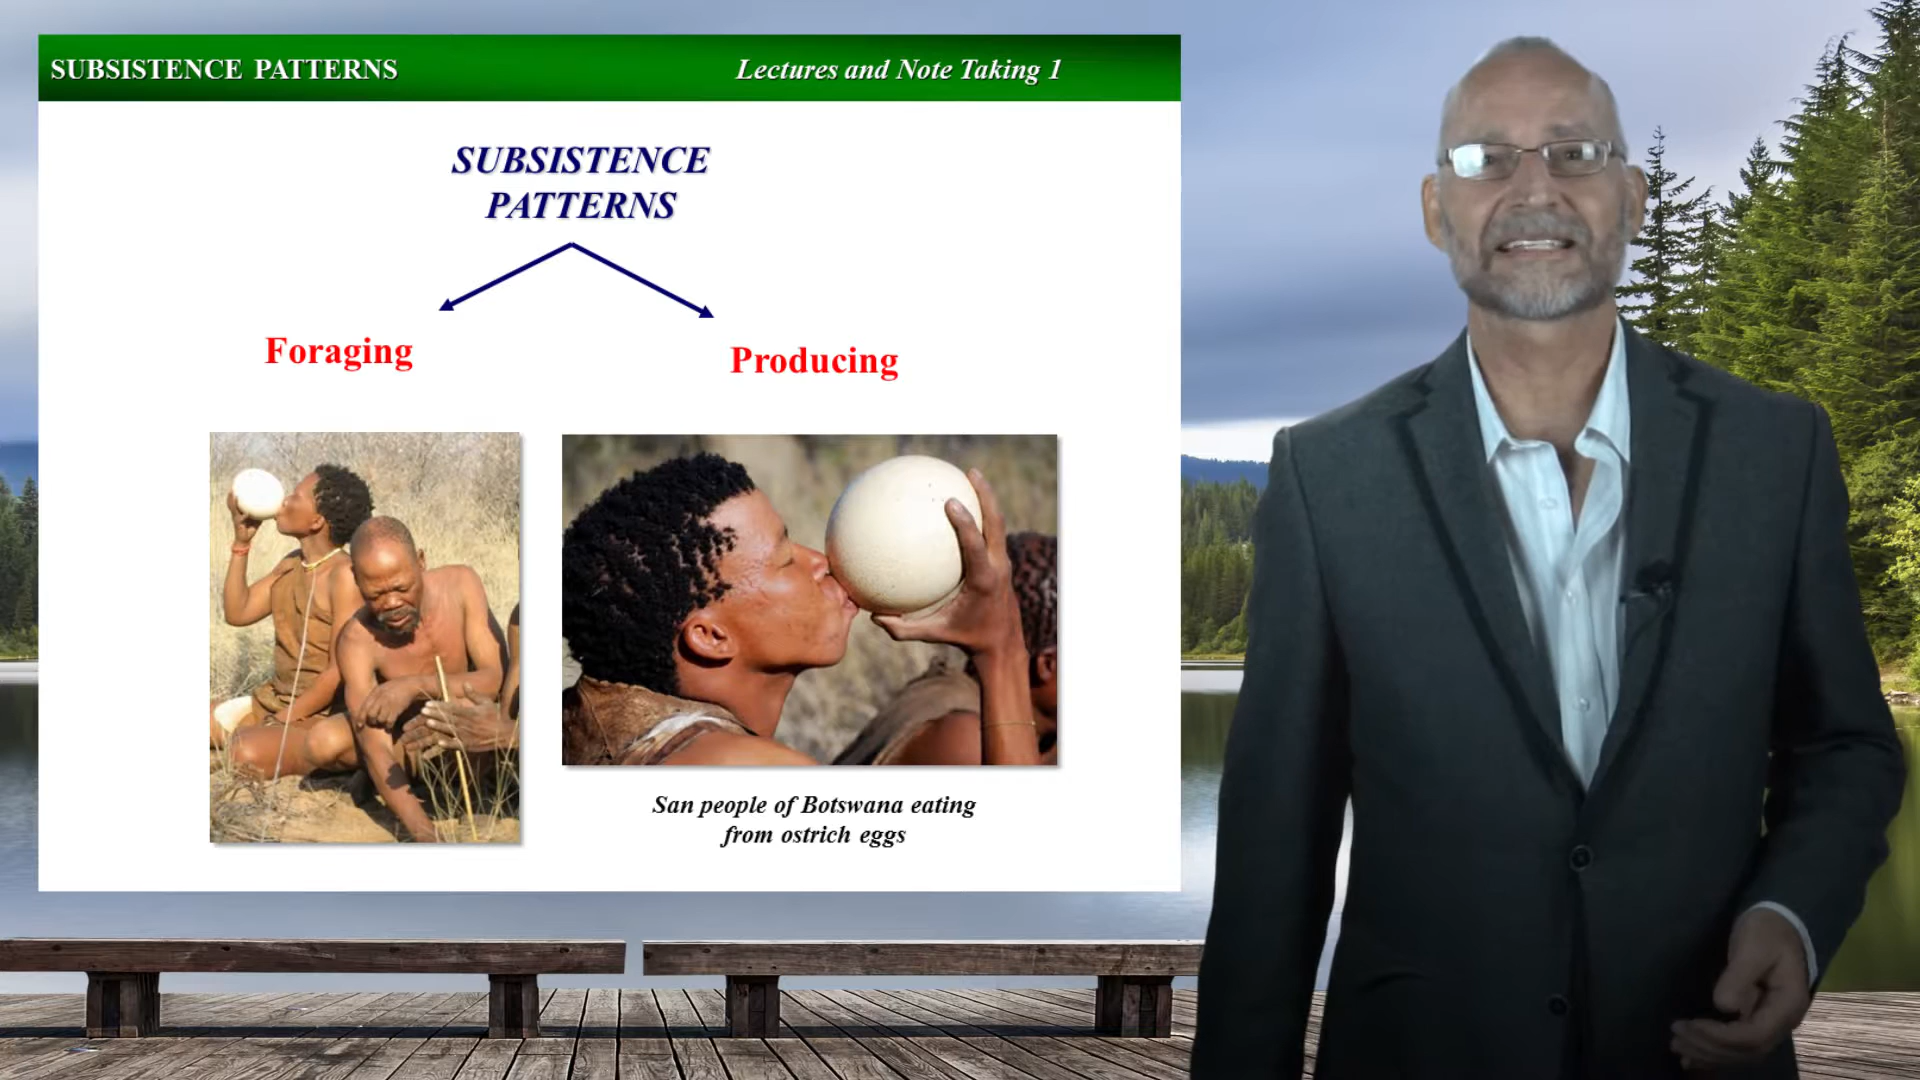 SUBSISTENCE PATTERNS
Lectures and Note Taking 1
SUBSISTENCE
PATTERNS
Foraging
Producing
San people of Botswana eating
from ostrich eggs